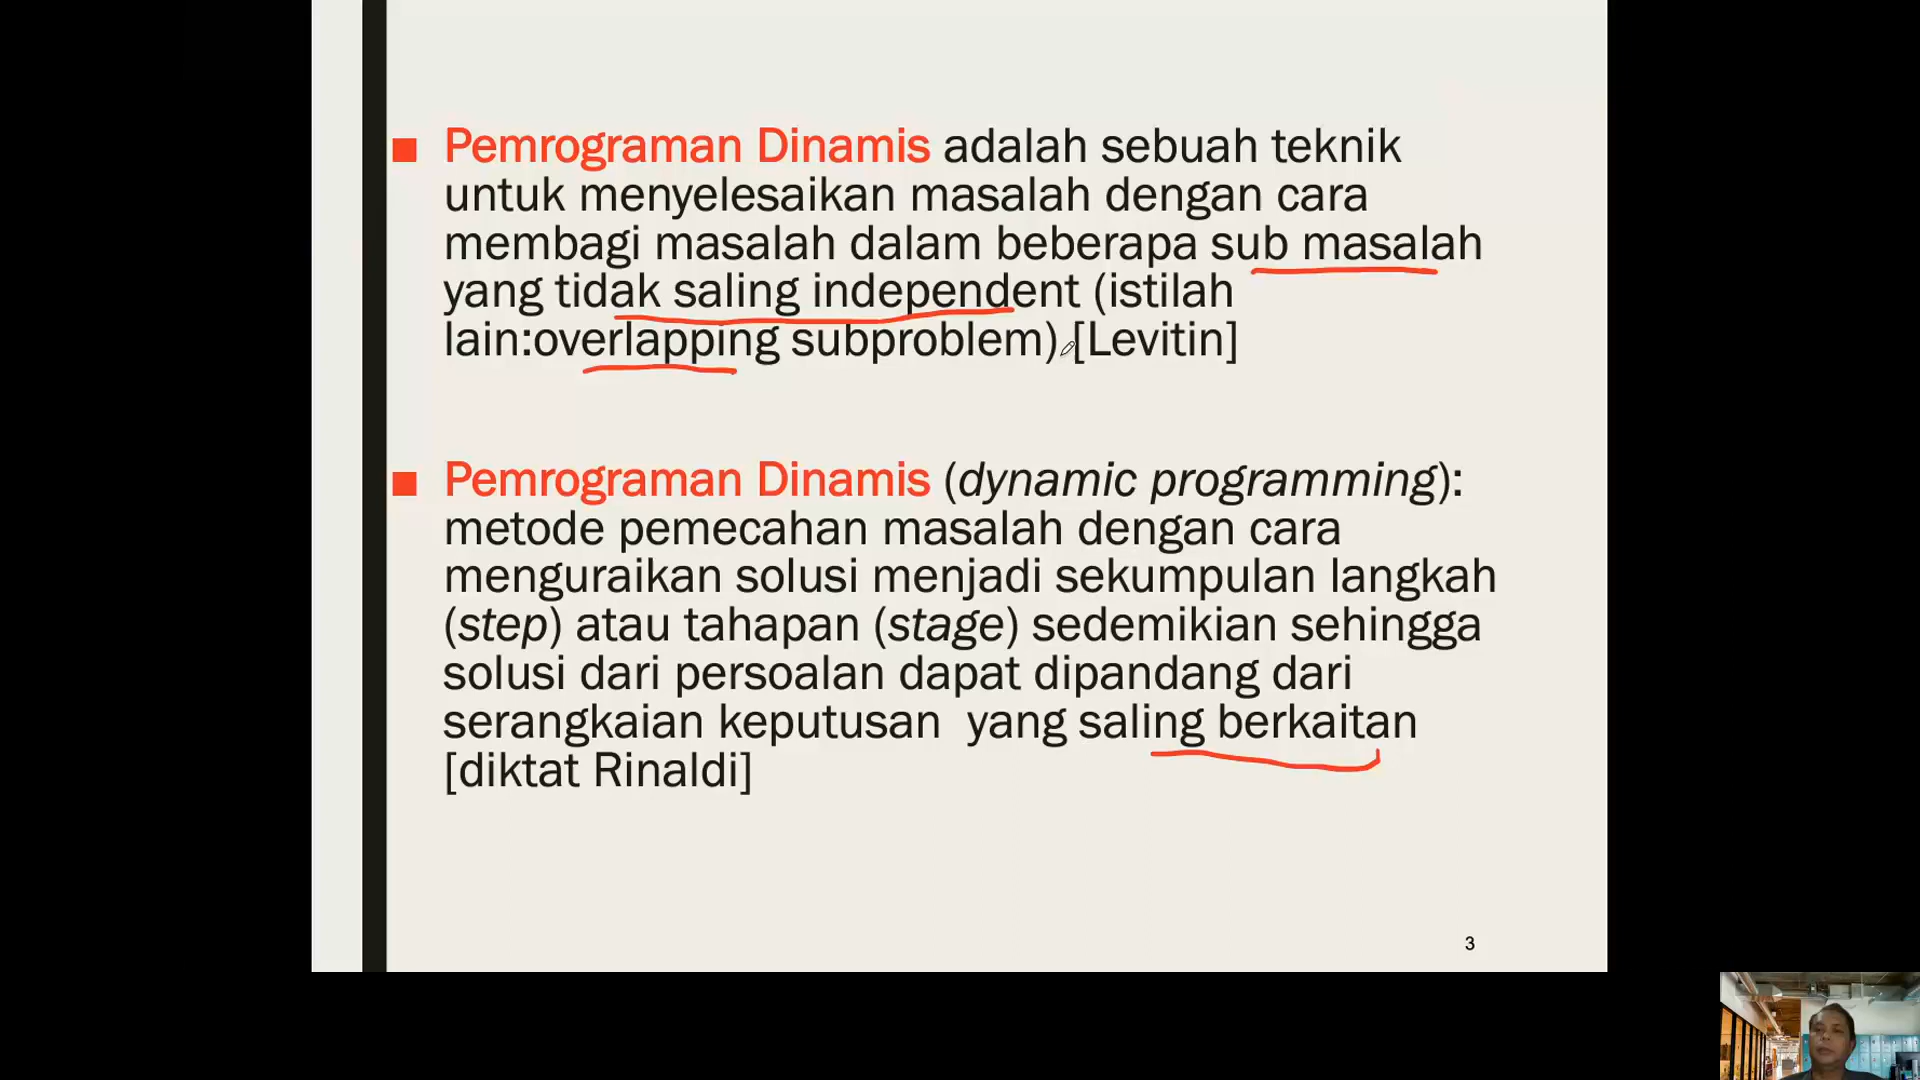 Pemrograman Dinamis adalah sebuah teknik
untuk menyelesaikan masalah dengan cara
membagi masalah dalam beberapa sub masalah
yang tidak saling independent (istilah
lain:overlapping subproblem) [Levitin]
Pemrograman Dinamis (dynamic programming):
metode pemecahan masalah dengan cara
menguraikan solusi menjadi sekumpulan langkah
(step) atau tahapan (stage) sedemikian sehingga
solusi dari persoalan dapat dipandang dari
serangkaian keputusan  yang saling berkaitan
[diktat Rinaldi]
3